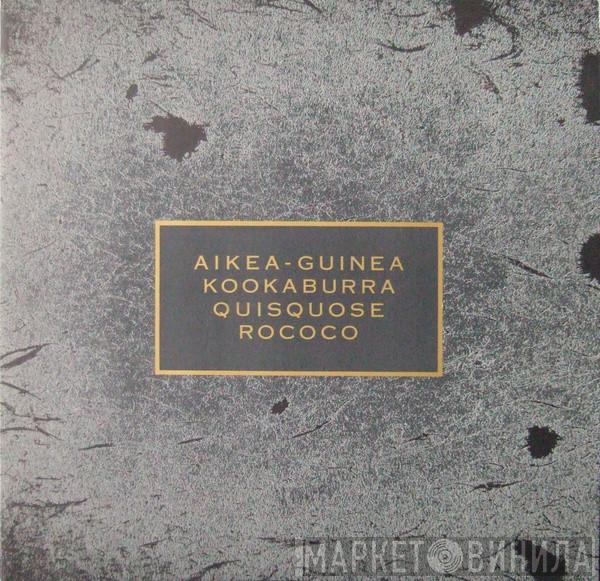 AIKEA-GUINEA
KOOKABURRA
QUISQUOSE
ROCOCO
МАРКЕТ ВИНИЛА